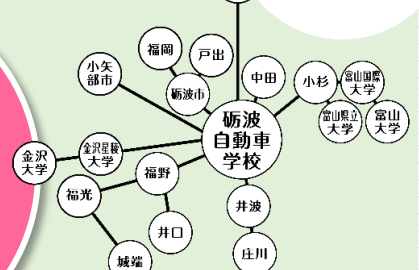 福岡
戸出
小矢
部市
砺波市
中田
小杉
富山国際
大学
富山県立
大学
富山
大学
砺波
自動車
学校
金沢星稜
大学
金沢
大学
福野
福光
井口
城端
井波
庄川